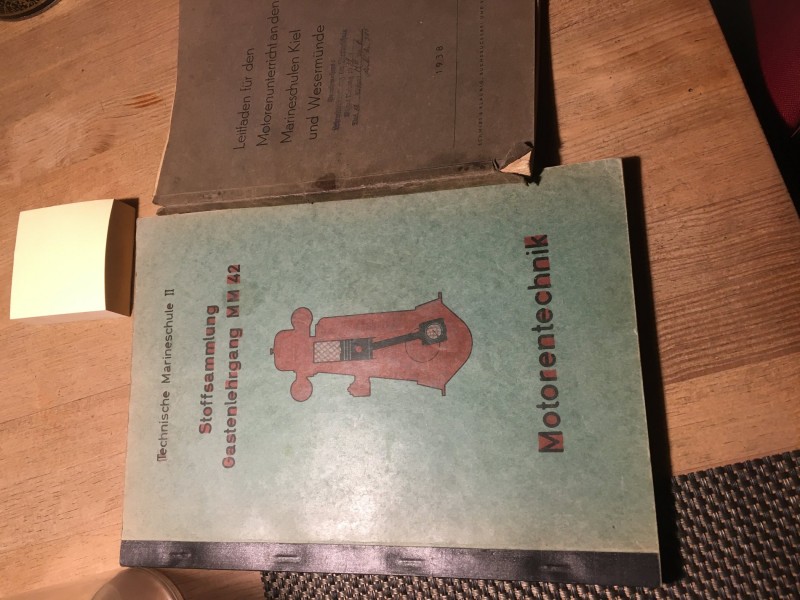 Leitfaden für den
Motorenunterricht an den
Marineschulen Kiel
und Wesermünde
1938
Technische Marineschule II
Stoffsammlung
Gastenlehrgang MM 42
Motorentechnik